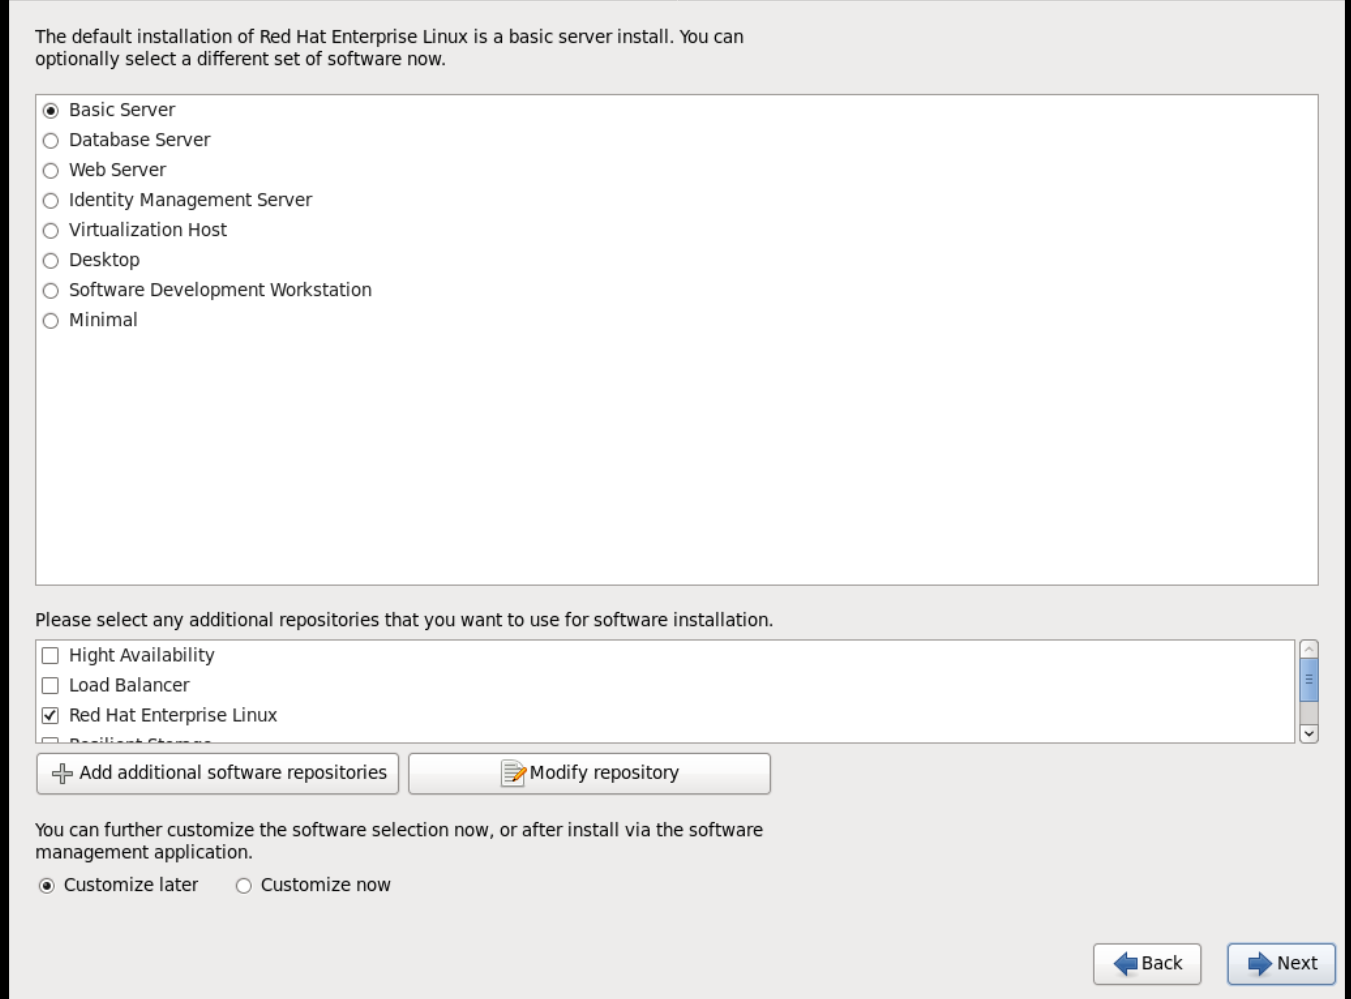 The default installation of Red Hat Enterprise Linux is a basic server install. You can
optionally select a different set of software now.
Basic Server
Database Server
Web Server
Identity Management Server
Virtualization Host
Desktop
Software Development Workstation
Minimal
Please select any additional repositories that you want to use for software installation.
Hight Availability
Load Balancer
Red Hat Enterprise Linux
Resilient Storage
Add additional software repositories
Modify repository
You can further customize the software selection now, or after install via the software
management application.
Customize later
Customize now
Back
Next